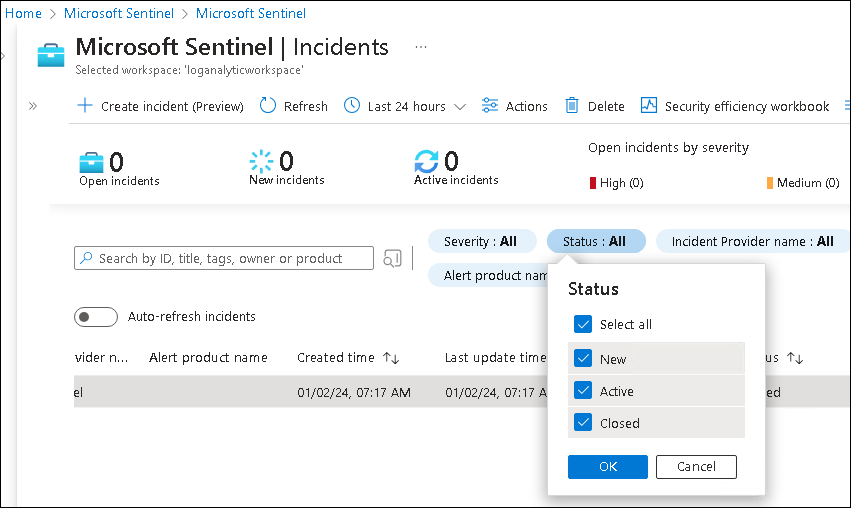 Home > Microsoft Sentinel > Microsoft Sentinel
Microsoft Sentinel | Incidents ...
Selected workspace: 'loganalyticworkspace'
» Create incident (Preview) Refresh Last 24 hours Actions Delete Security efficiency workbook
0 Open incidents
0 New incidents
0 Active incidents
Open incidents by severity
High (0) Medium (0)
Search by ID, title, tags, owner or product
Severity : All Status : All Incident Provider name : All
Alert product nam
Auto-refresh incidents
vider n... Alert product name Created time ↑↓ Last update time us ↑↓
el 01/02/24, 07:17 AM 01/02/24, 07:17 A ed
Status
Select all
New
Active
Closed
OK Cancel